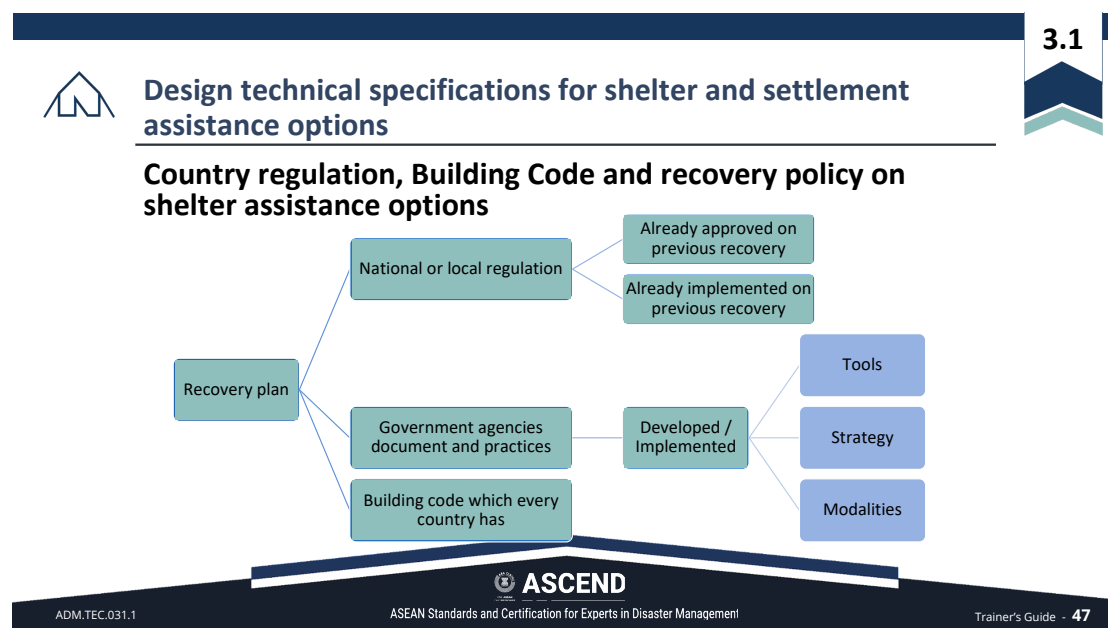 3.1
Design technical specifications for shelter and settlement
assistance options
Country regulation, Building Code and recovery policy on
shelter assistance options
Recovery plan
National or local regulation
Already approved on
previous recovery
Already implemented on
previous recovery
Government agencies
document and practices
Developed /
Implemented
Tools
Strategy
Modalities
Building code which every
country has
ASCEND
ASEAN Standards and Certification for Experts in Disaster Management
ADM.TEC.031.1
Trainer's Guide - 47